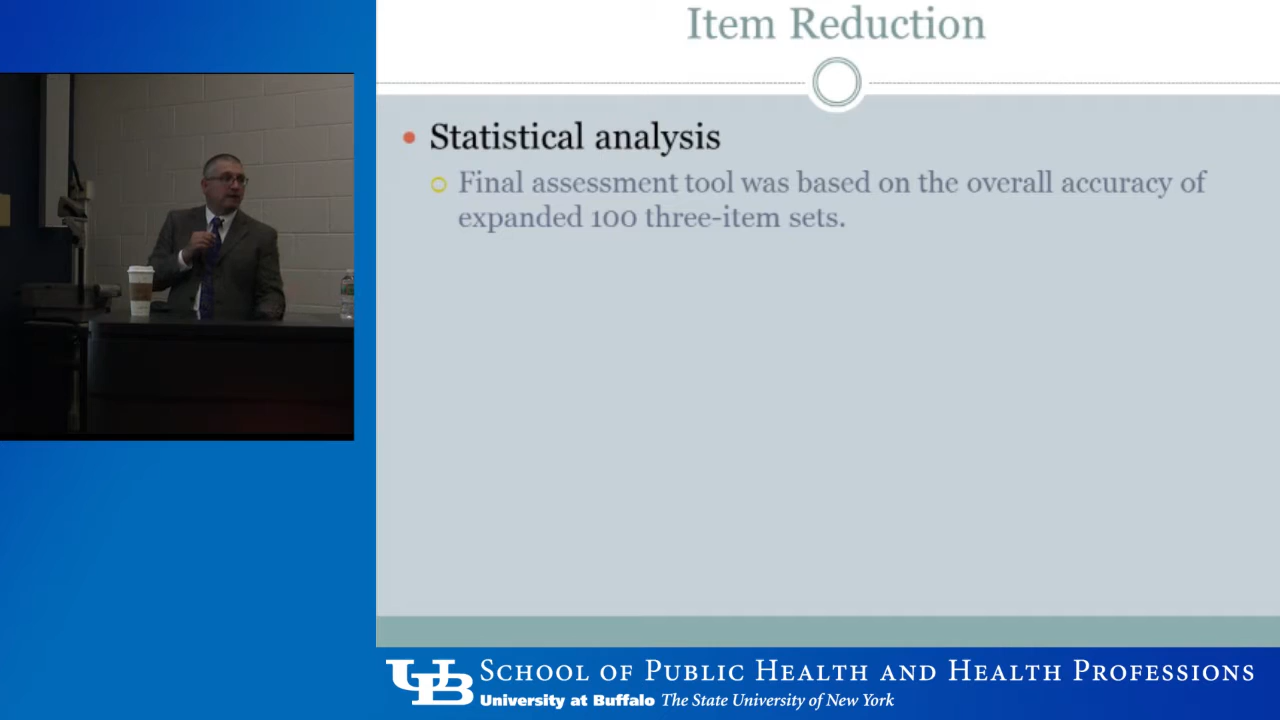 Item Reduction
Statistical analysis
Final assessment tool was based on the overall accuracy of
expanded 100 three-item sets.
UB
School of Public Health and Health Professions
University at Buffalo The State University of New York